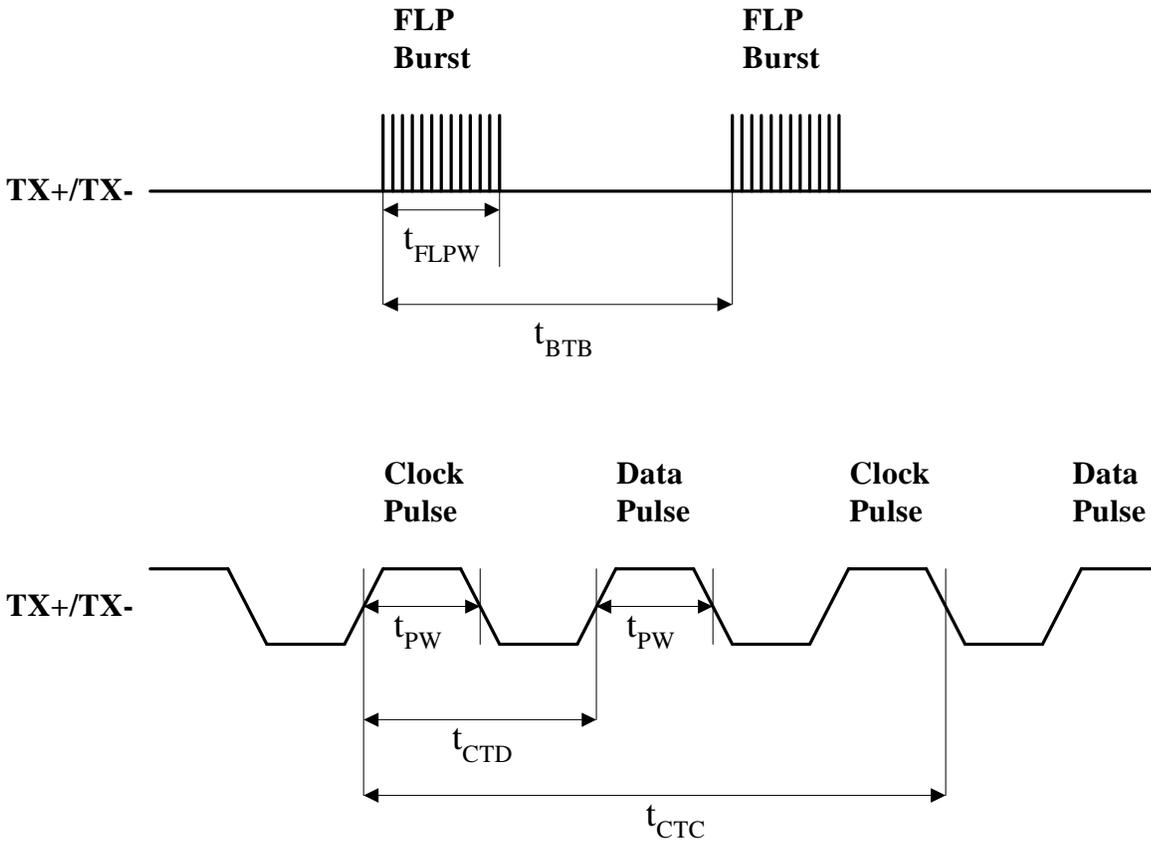 FLP
Burst
FLP
Burst
TX+/TX-
tFLPW
tBTB
Clock
Pulse
Data
Pulse
Clock
Pulse
Data
Pulse
TX+/TX-
tPW
tPW
tCTD
tCTC